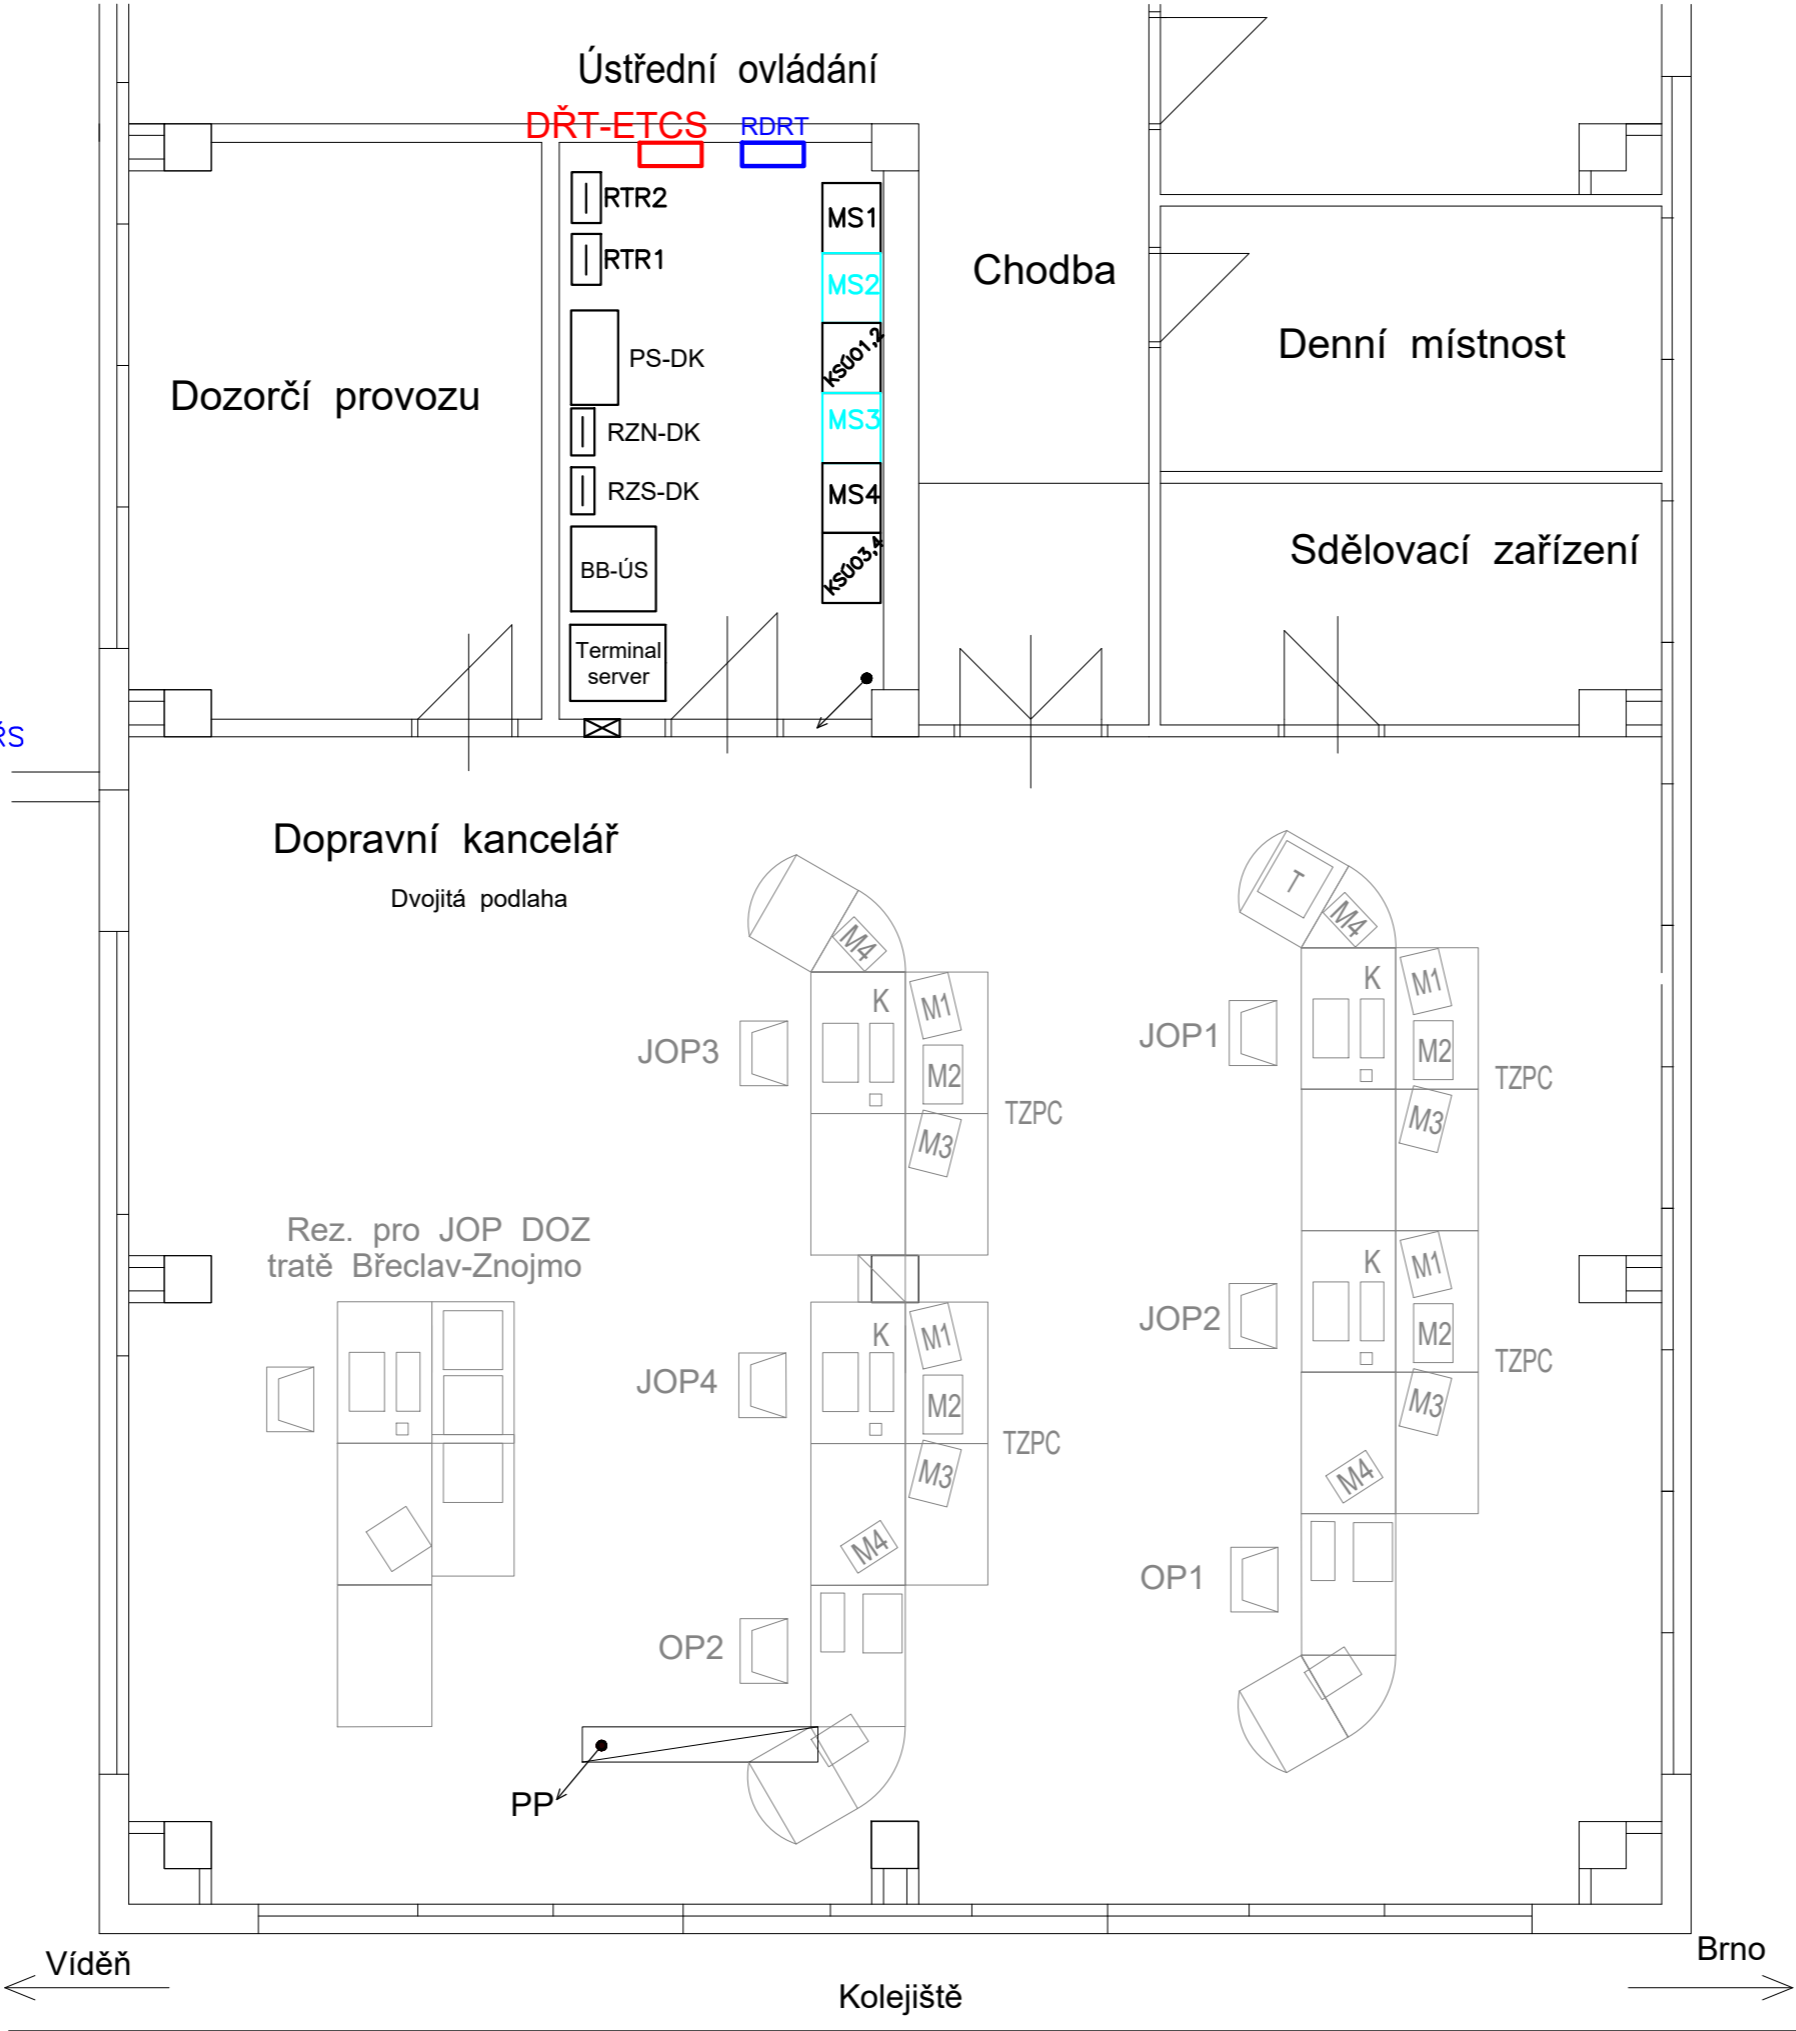 Ústřední ovládání
DŘT-ETCS
RDRT
RTR2
MS1
RTR1
Chodba
MS2
Denní místnost
PS-DK
KSÚO1,2
Dozorčí provozu
MS3
RZN-DK
RZS-DK
MS4
Sdělovací zařízení
BB-ÚS
KSÚO3,4
Terminal
server
ŘS
Dopravní kancelář
Dvojitá podlaha
T
M4
M4
K
M1
K
M1
JOP3
M2
JOP1
M2
TZPC
TZPC
M3
M3
Rez. pro JOP DOZ
tratě Břeclav-Znojmo
K
M1
JOP2
M2
TZPC
K
M1
JOP4
M2
M3
TZPC
M3
M4
M4
OP1
OP2
PP
Víděň
Brno
Kolejiště